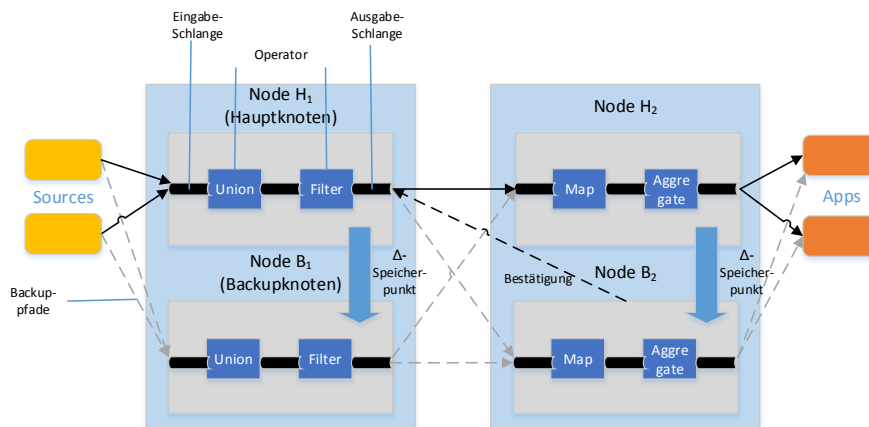 Eingabe-
Schlange
Operator
Ausgabe-
Schlange
Node H1
(Hauptknoten)
Node H2
Sources
Union
Filter
Map
Aggre
gate
Apps
Node B1
(Backupknoten)
Δ-
Speicher-
punkt
Bestätigung
Node B2
Δ-
Speicher-
punkt
Backup-
pfade
Union
Filter
Map
Aggre
gate